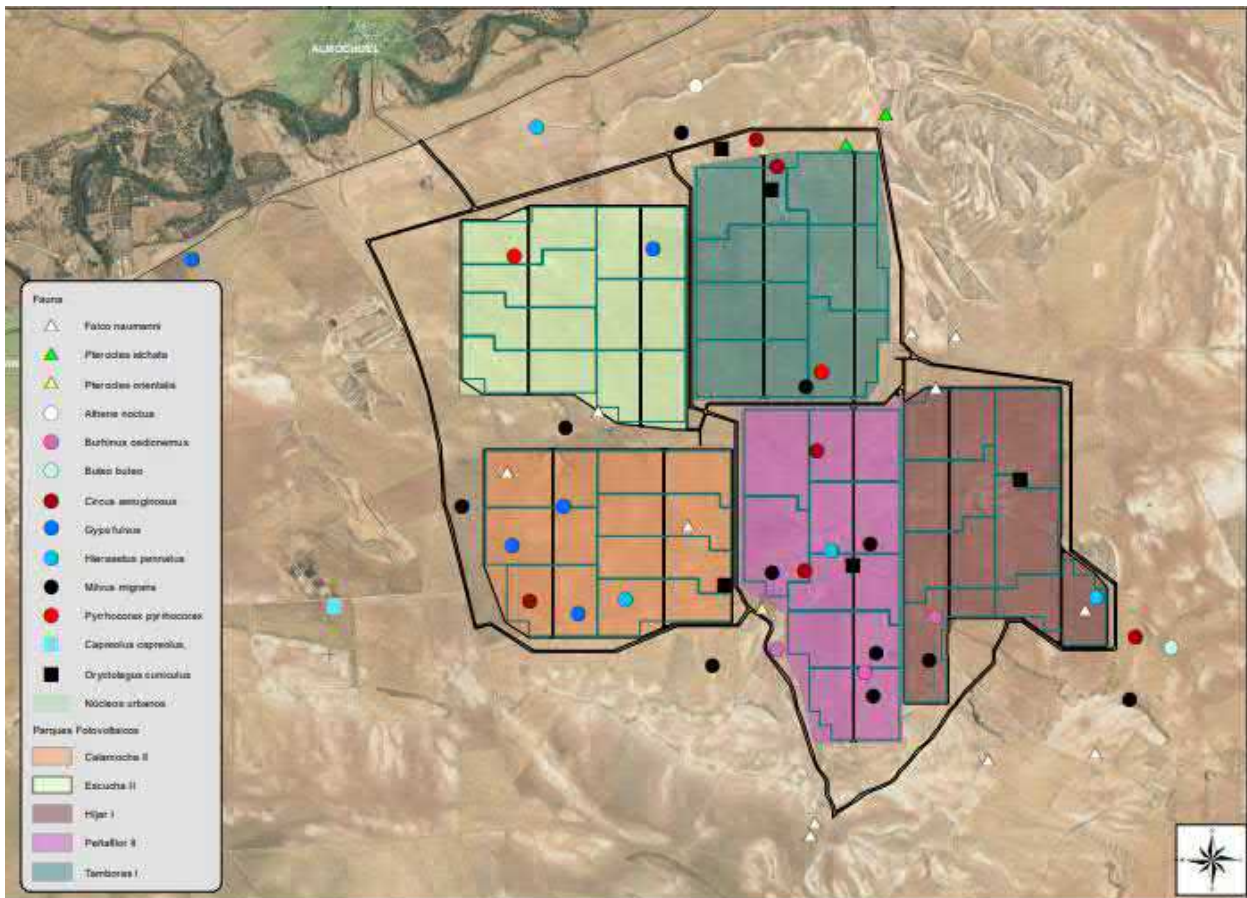 ALMOCHUEL
Fauna
Falco naumanni
Pterocles alchata
Pterocles orientalis
Athene noctua
Burhinus oedicnemus
Buteo buteo
Circus aeruginosus
Gyps fulvus
Hieraaetus pennatus
Milvus migrans
Pyrrhocorax pyrrhocorax
Capreolus capreolus,
Oryctolagus cuniculus
Núcleos urbanos
Parques Fotovoltaicos
Calamocha II
Escucha II
Híjar I
Peñaflor II
Tamboras I